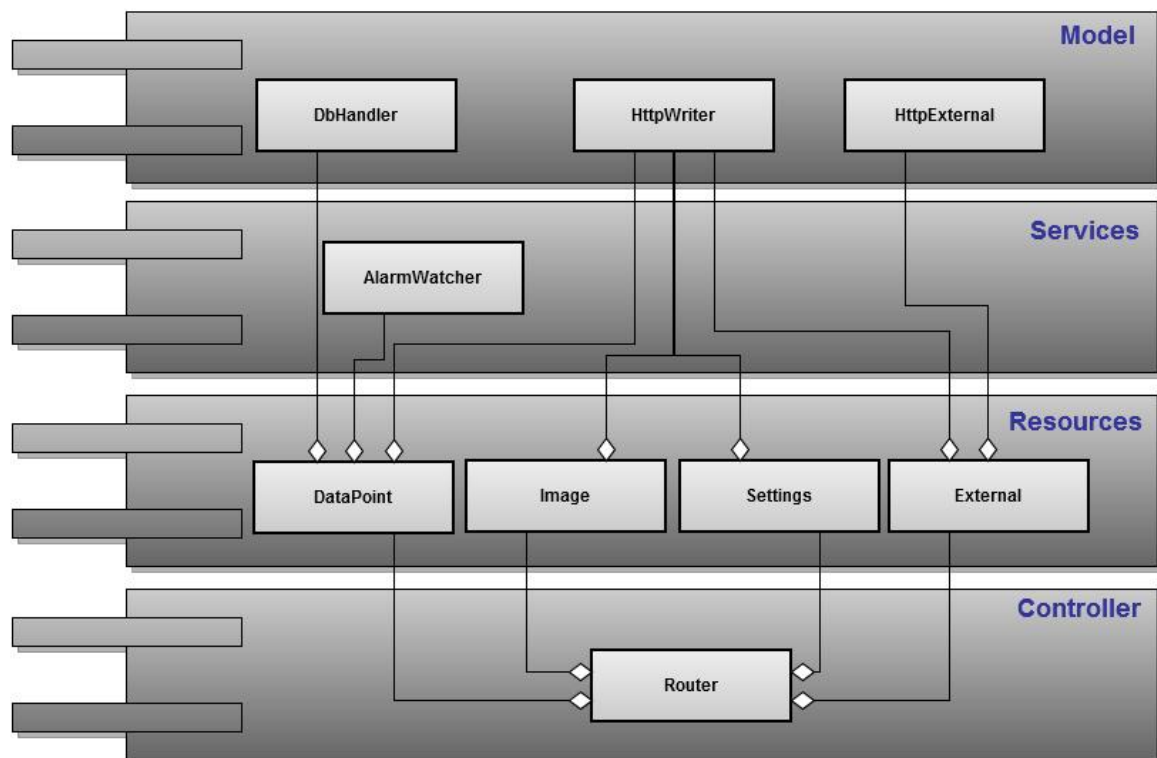 Model
DbHandler
HttpWriter
HttpExternal
Services
AlarmWatcher
Resources
DataPoint
Image
Settings
External
Controller
Router